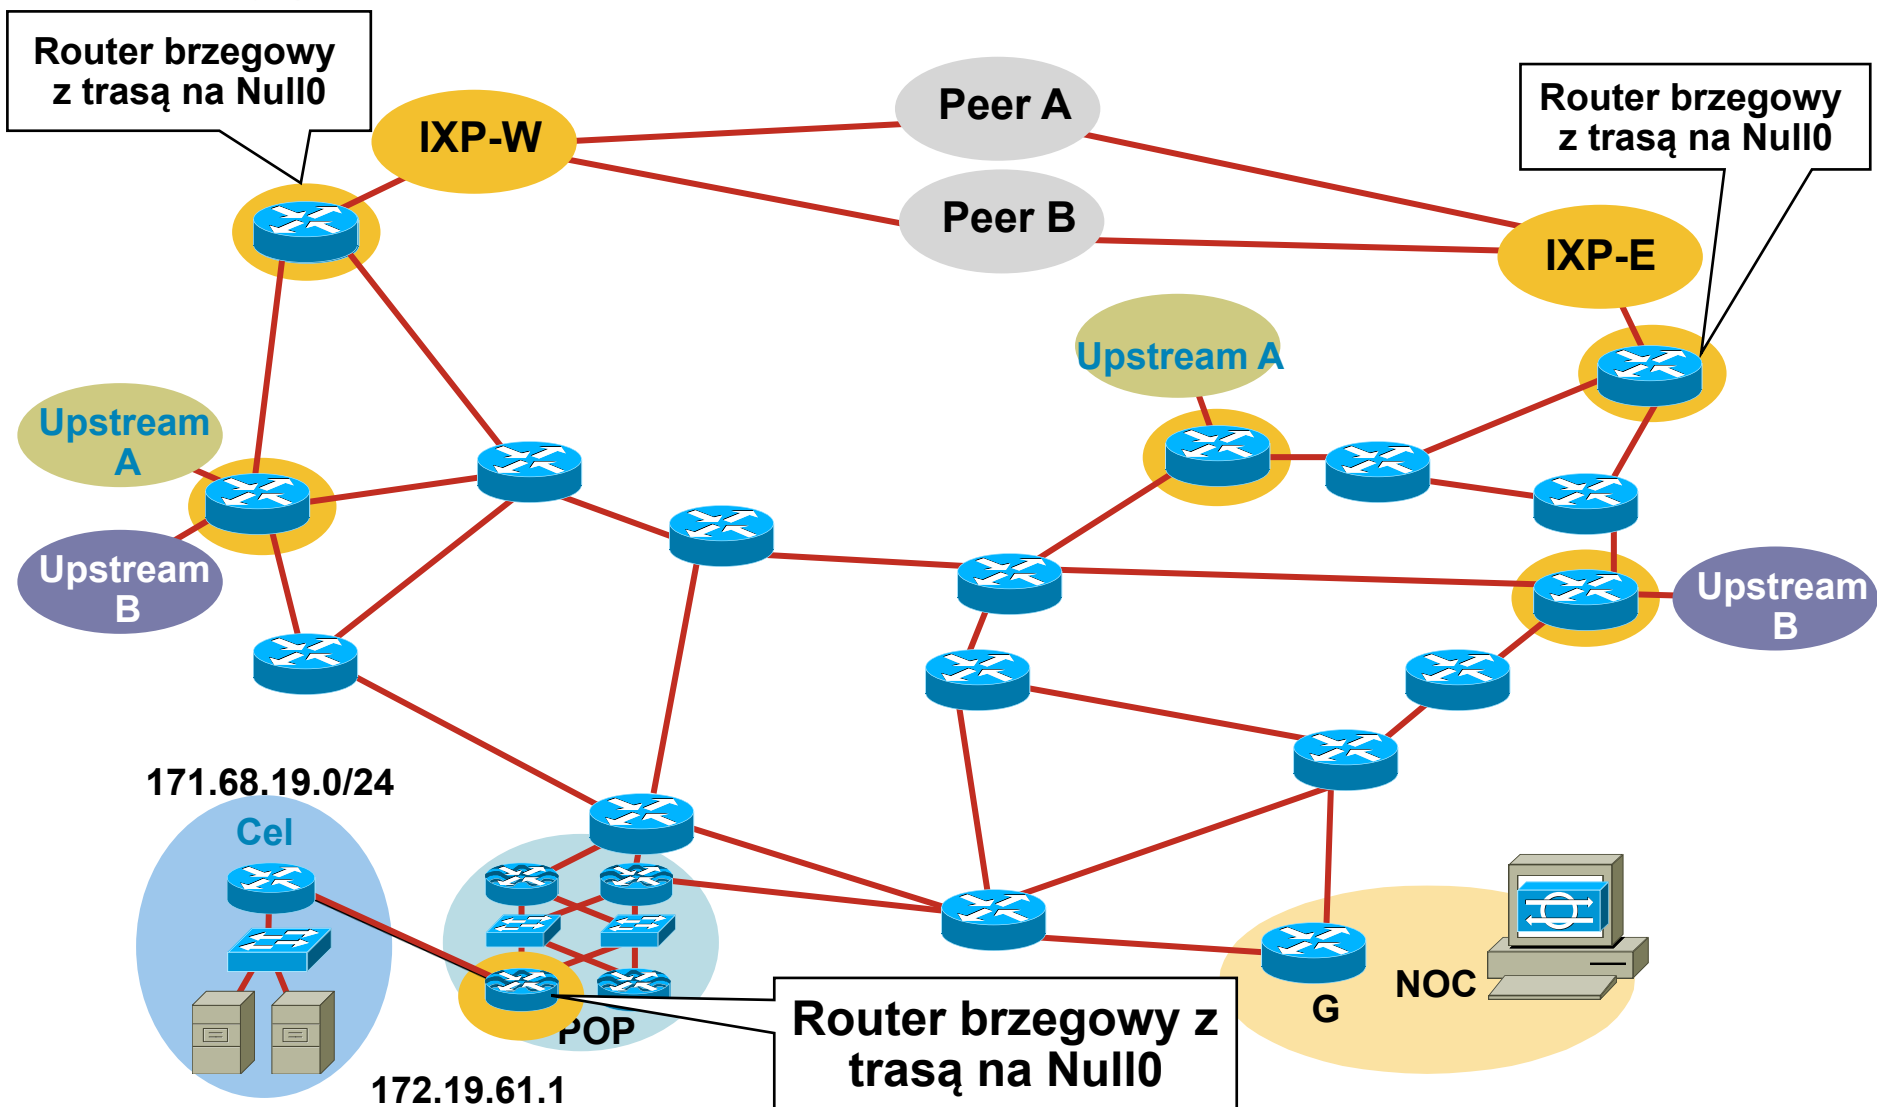 Router brzegowy
z trasą na Null0
IXP-W
Peer A
Router brzegowy
z trasą na Null0
Peer B
IXP-E
Upstream A
Upstream
A
Upstream
B
Upstream
B
171.68.19.0/24
Cel
NOC
G
POP
Router brzegowy z
trasą na Null0
172.19.61.1